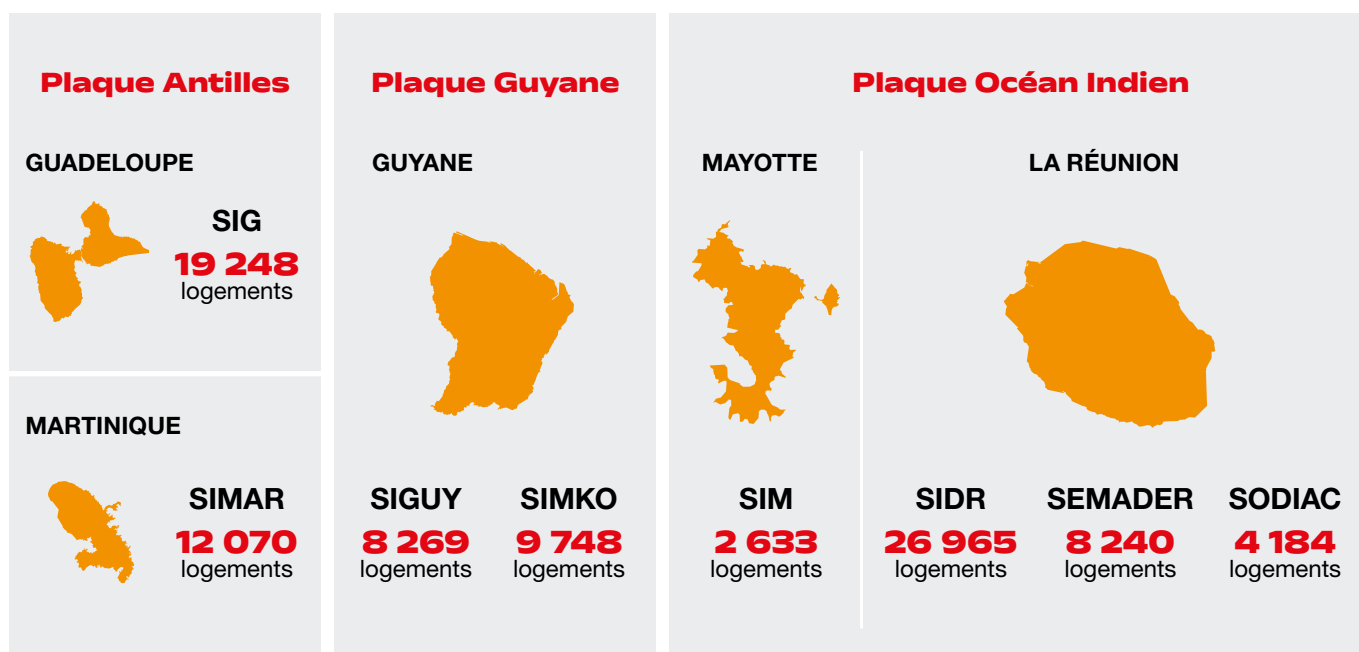 Plaque Antilles
GUADELOUPE
SIG
19 248
logements
MARTINIQUE
SIMAR
12 070
logements
Plaque Guyane
GUYANE
SIGUY
8 269
logements
SIMKO
9 748
logements
Plaque Océan Indien
MAYOTTE
SIM
2 633
logements
LA RÉUNION
SIDR
26 965
logements
SEMADER
8 240
logements
SODIAC
4 184
logements